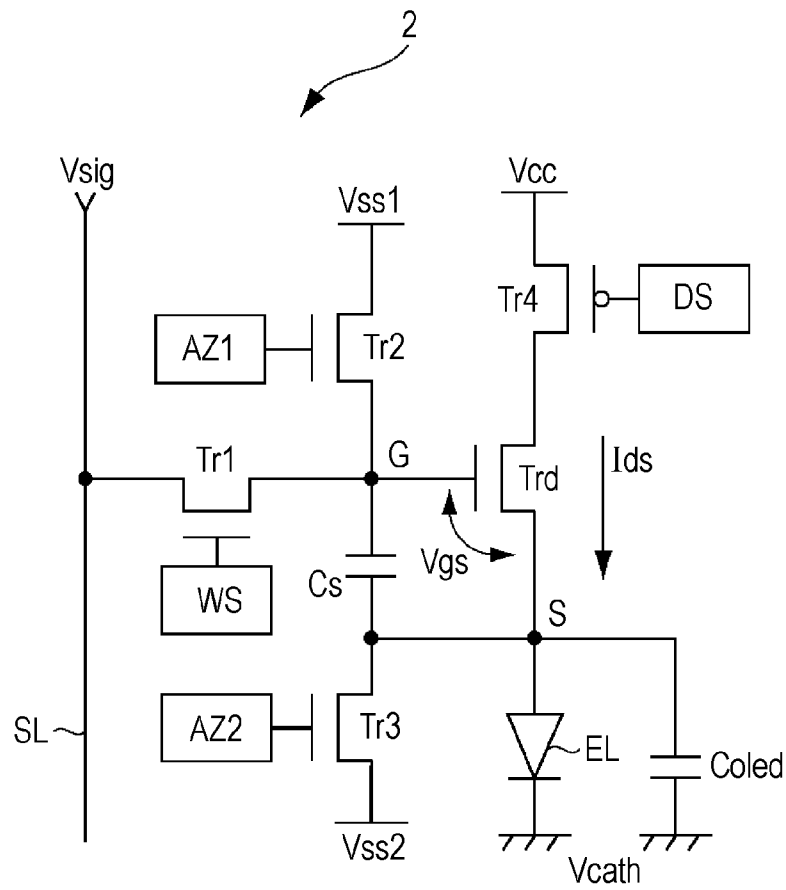 2
Vsig
Vss1
Vcc
AZ1
Tr2
Tr4
DS
Tr1
G
Trd
Ids
WS
Cs
Vgs
S
SL
AZ2
Tr3
EL
Coled
Vss2
Vcath